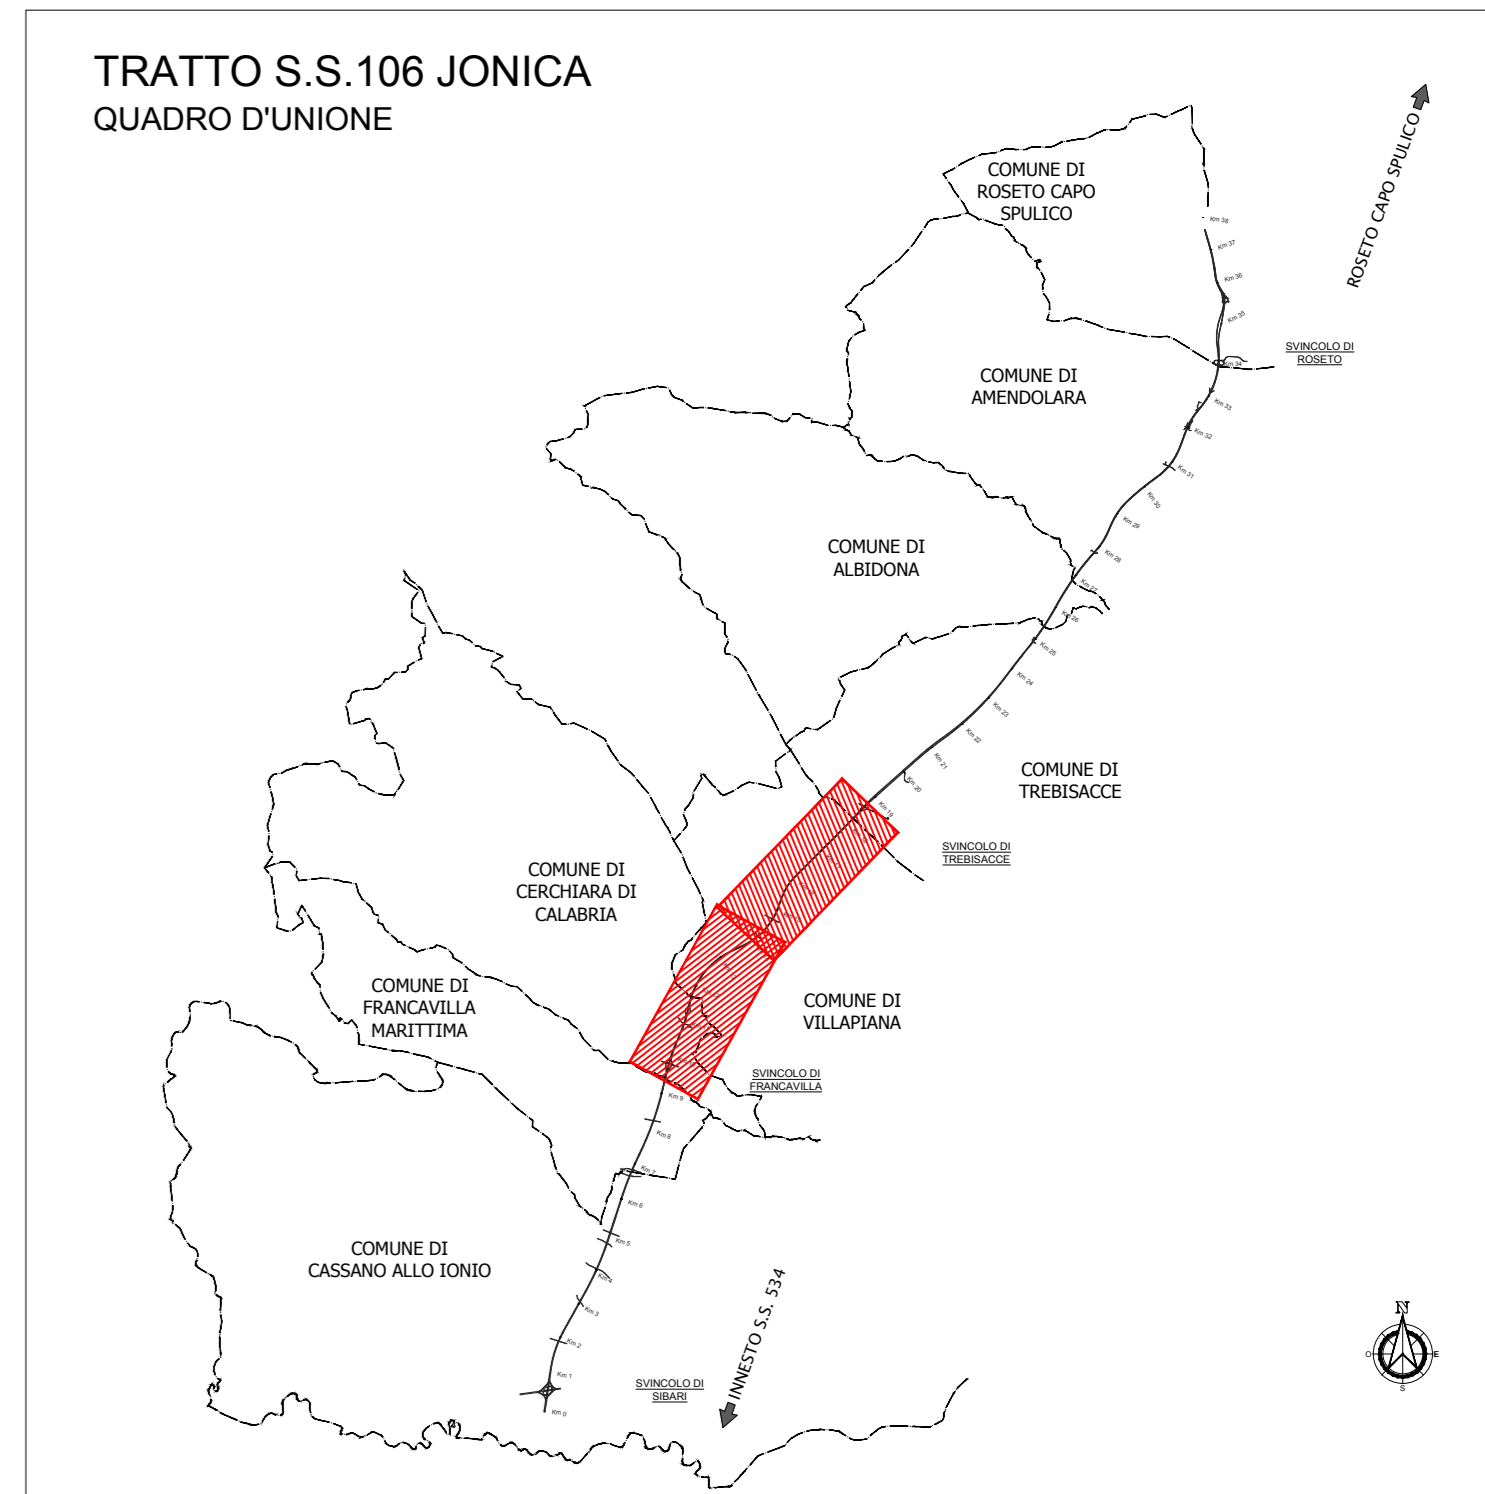 TRATTO S.S.106 JONICA
QUADRO D'UNIONE
ROSETO CAPO SPULICO
COMUNE DI
ROSETO CAPO
SPULICO
Km 38
Km 37
Km 36
Km 35
SVINCOLO DI
ROSETO
Km 34
COMUNE DI
AMENDOLARA
Km 33
Km 32
Km 31
Km 30
Km 29
COMUNE DI
ALBIDONA
Km 28
Km 27
Km 26
Km 25
Km 24
Km 23
Km 22
Km 21
COMUNE DI
TREBISACCE
Km 20
Km 19
SVINCOLO DI
TREBISACCE
COMUNE DI
CERCHIARA DI
CALABRIA
COMUNE DI
FRANCAVILLA
MARITTIMA
COMUNE DI
VILLAPIANA
SVINCOLO DI
FRANCAVILLA
Km 9
Km 8
Km 7
Km 6
Km 5
COMUNE DI
CASSANO ALLO IONIO
Km 4
Km 3
Km 2
Km 1
Km 0
SVINCOLO DI
SIBARI
INNESTO S.S. 534
N
O
E
S